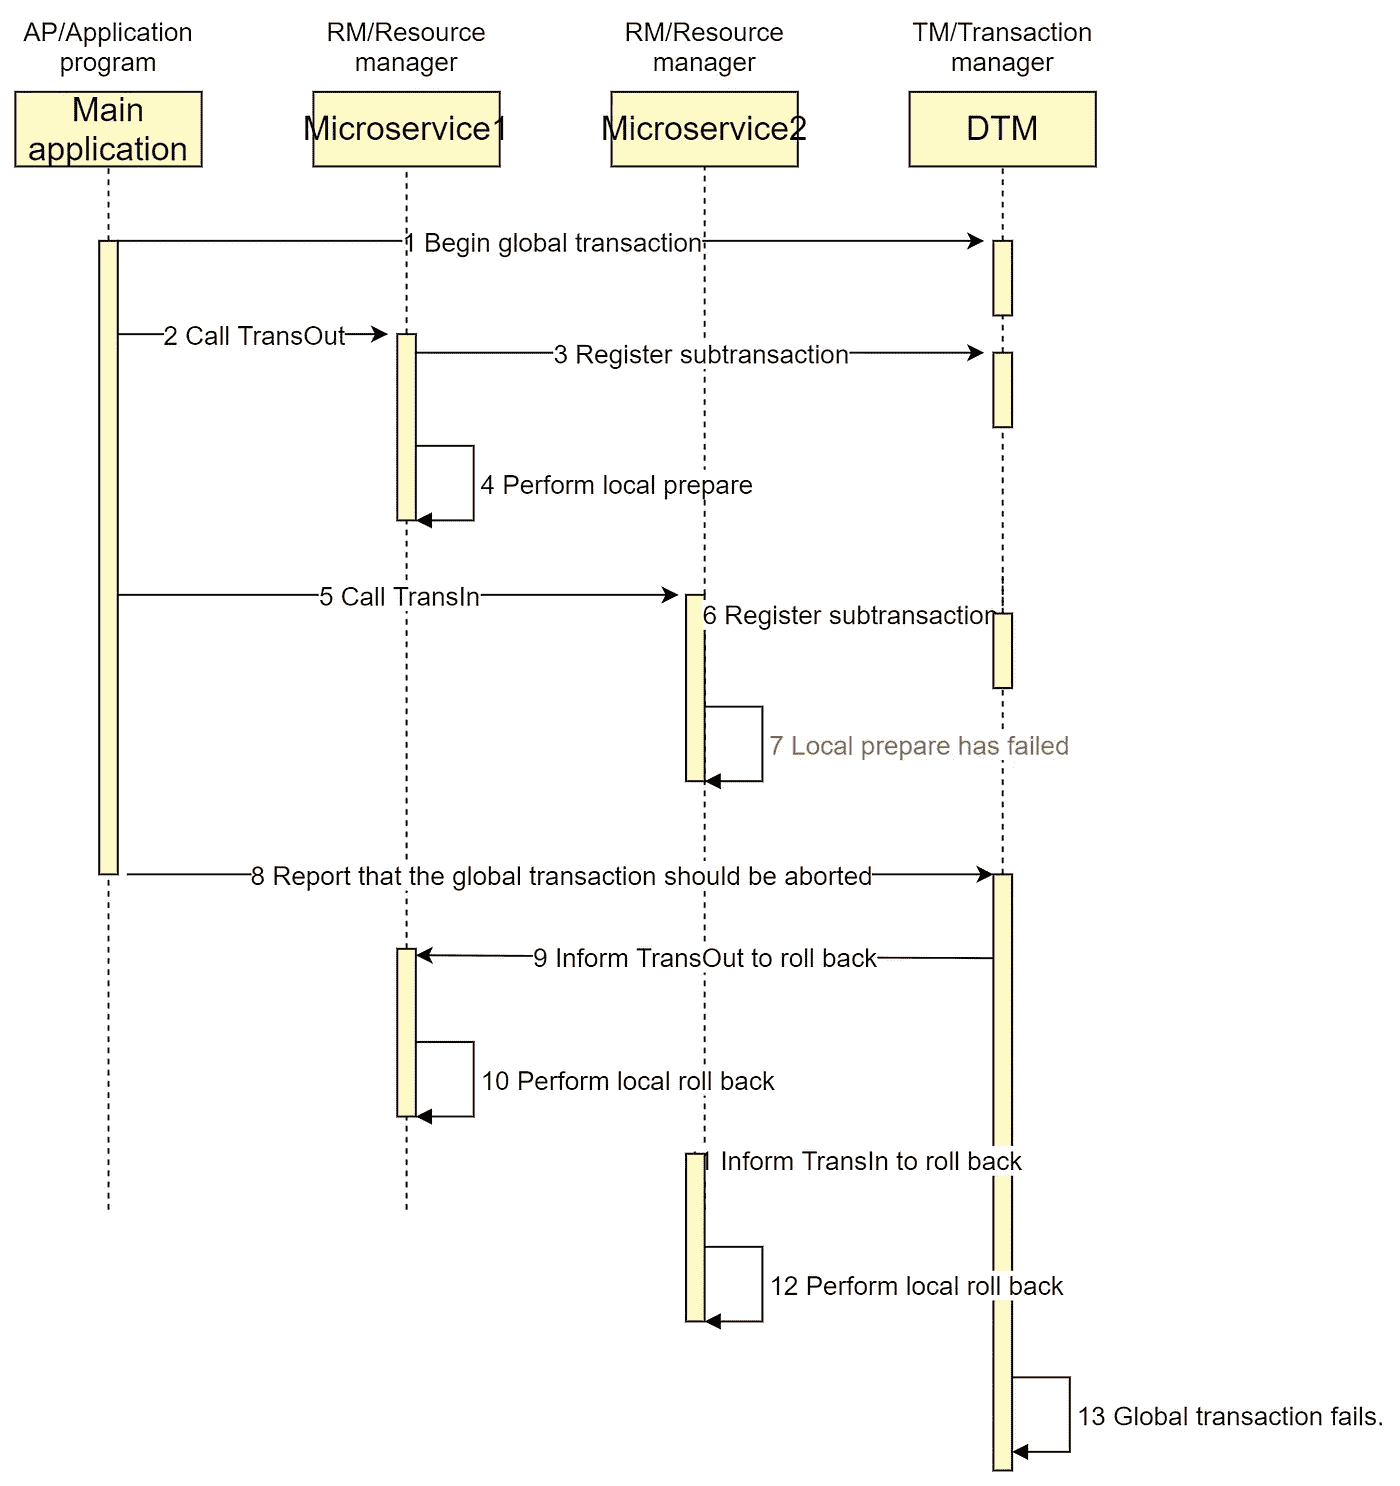 AP/Application
program
RM/Resource
manager
RM/Resource
manager
TM/Transaction
manager
Main
application
Microservice1
Microservice2
DTM
1 Begin global transaction
2 Call TransOut
3 Register subtransaction
4 Perform local prepare
5 Call TransIn
6 Register subtransaction
7 Local prepare has failed
8 Report that the global transaction should be aborted
9 Inform TransOut to roll back
10 Perform local roll back
Inform TransIn to roll back
12 Perform local roll back
13 Global transaction fails.